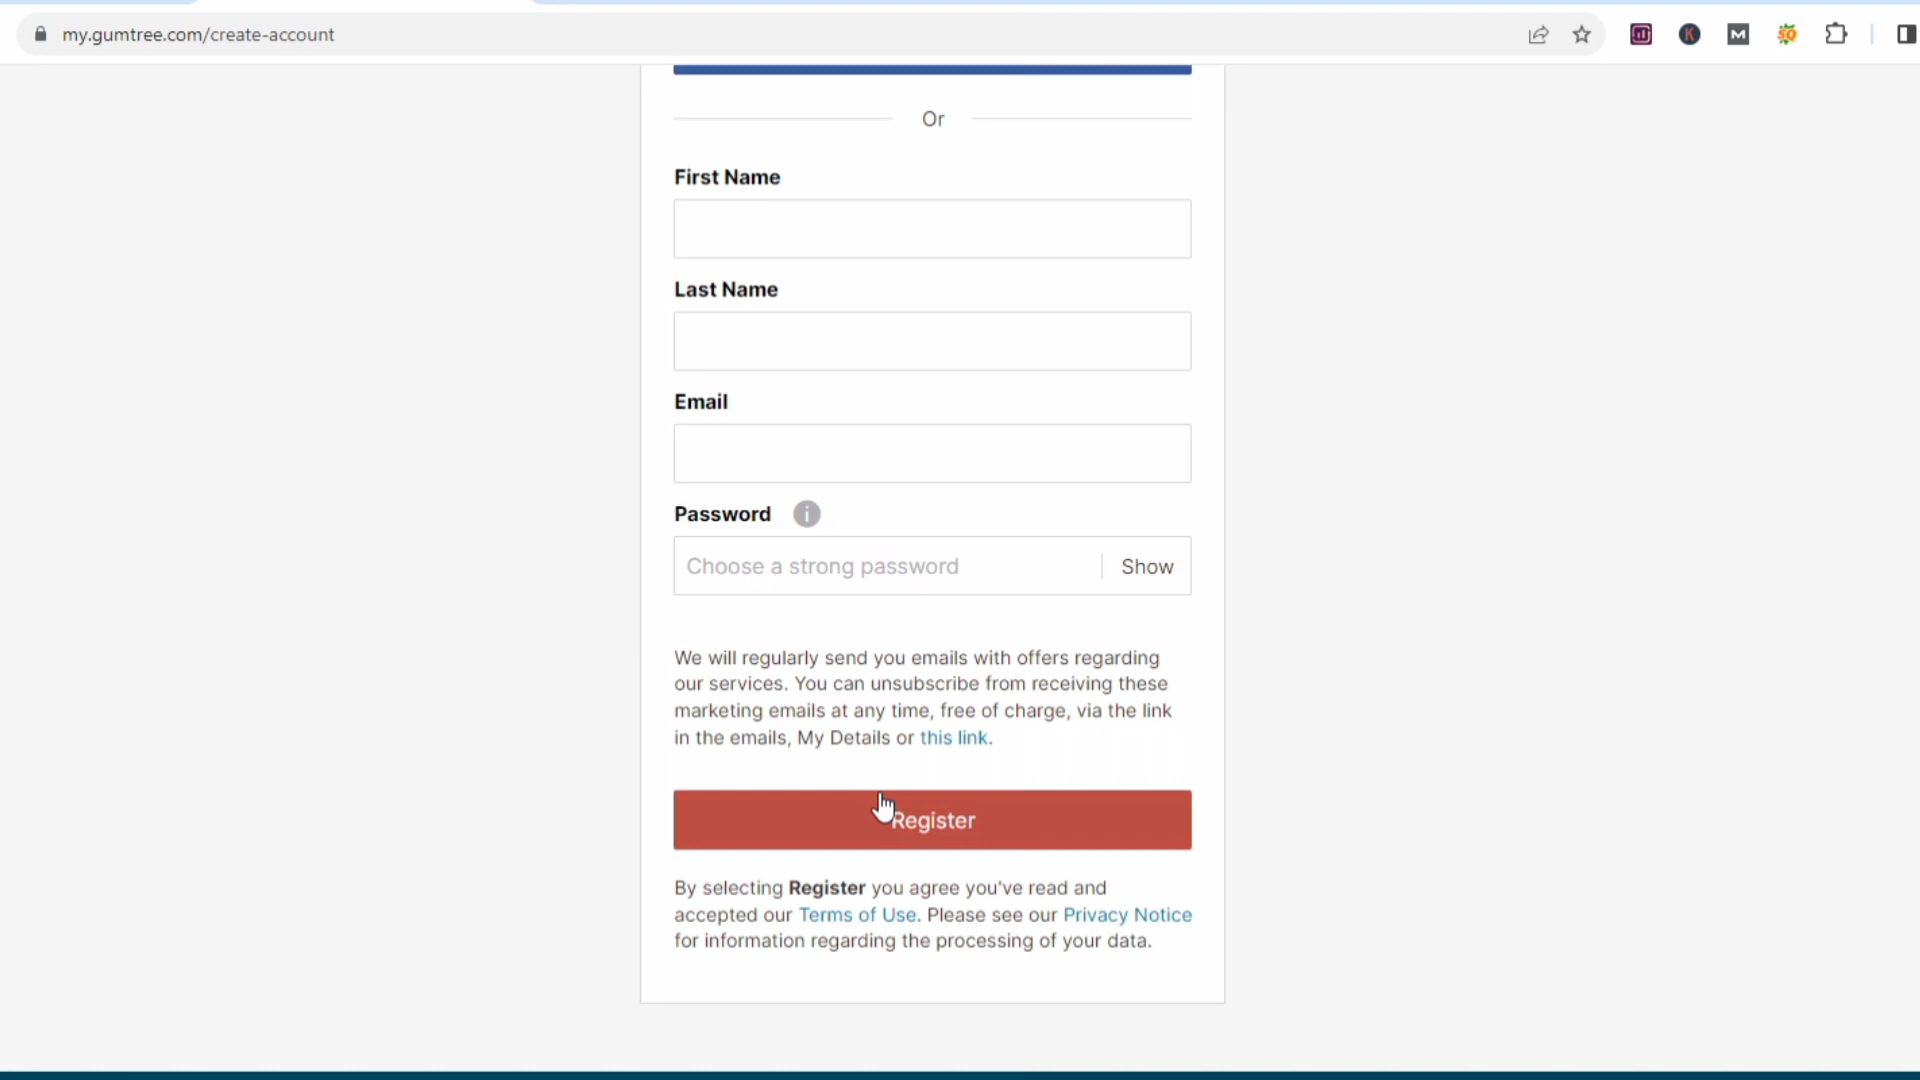 my.gumtree.com/create-account
Or
First Name
Last Name
Email
Password i
Choose a strong password Show
We will regularly send you emails with offers regarding
our services. You can unsubscribe from receiving these
marketing emails at any time, free of charge, via the link
in the emails, My Details or this link.
Register
By selecting Register you agree you've read and
accepted our Terms of Use. Please see our Privacy Notice
for information regarding the processing of your data.